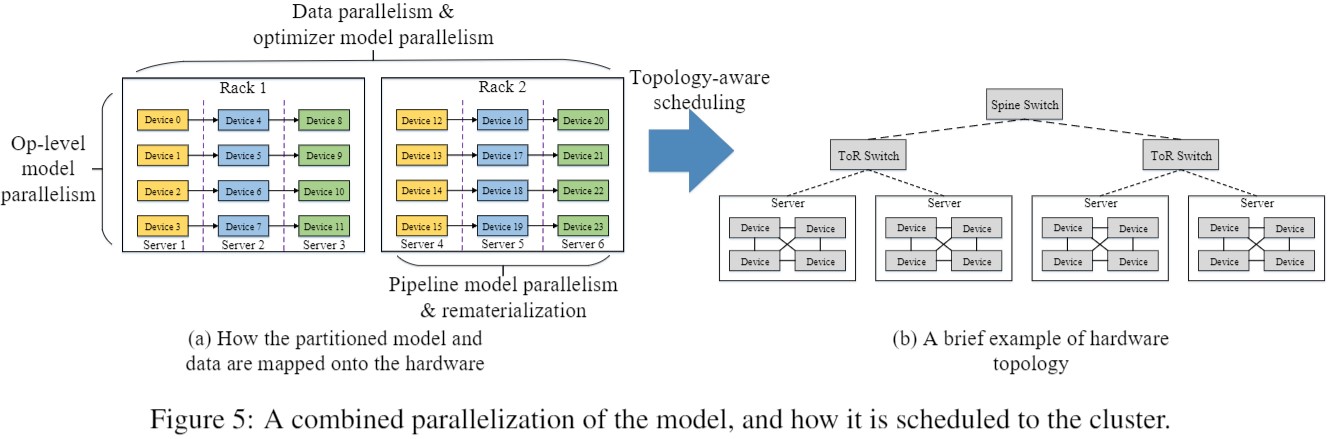 Data parallelism &
optimizer model parallelism
Op-level
model
parallelism
Rack 1
Device 0
Device 4
Device 8
Device 1
Device 5
Device 9
Device 2
Device 6
Device 10
Device 3
Device 7
Device 11
Server 1
Server 2
Server 3
Rack 2
Device 12
Device 16
Device 20
Device 13
Device 17
Device 21
Device 14
Device 18
Device 22
Device 15
Device 19
Device 23
Server 4
Server 5
Server 6
Pipeline model parallelism
& rematerialization
(a) How the partitioned model and
data are mapped onto the hardware
Topology-aware
scheduling
Spine Switch
ToR Switch
ToR Switch
Server
Device
Device
Device
Device
Server
Device
Device
Device
Device
Server
Device
Device
Device
Device
Server
Device
Device
Device
Device
(b) A brief example of hardware
topology
Figure 5: A combined parallelization of the model, and how it is scheduled to the cluster.